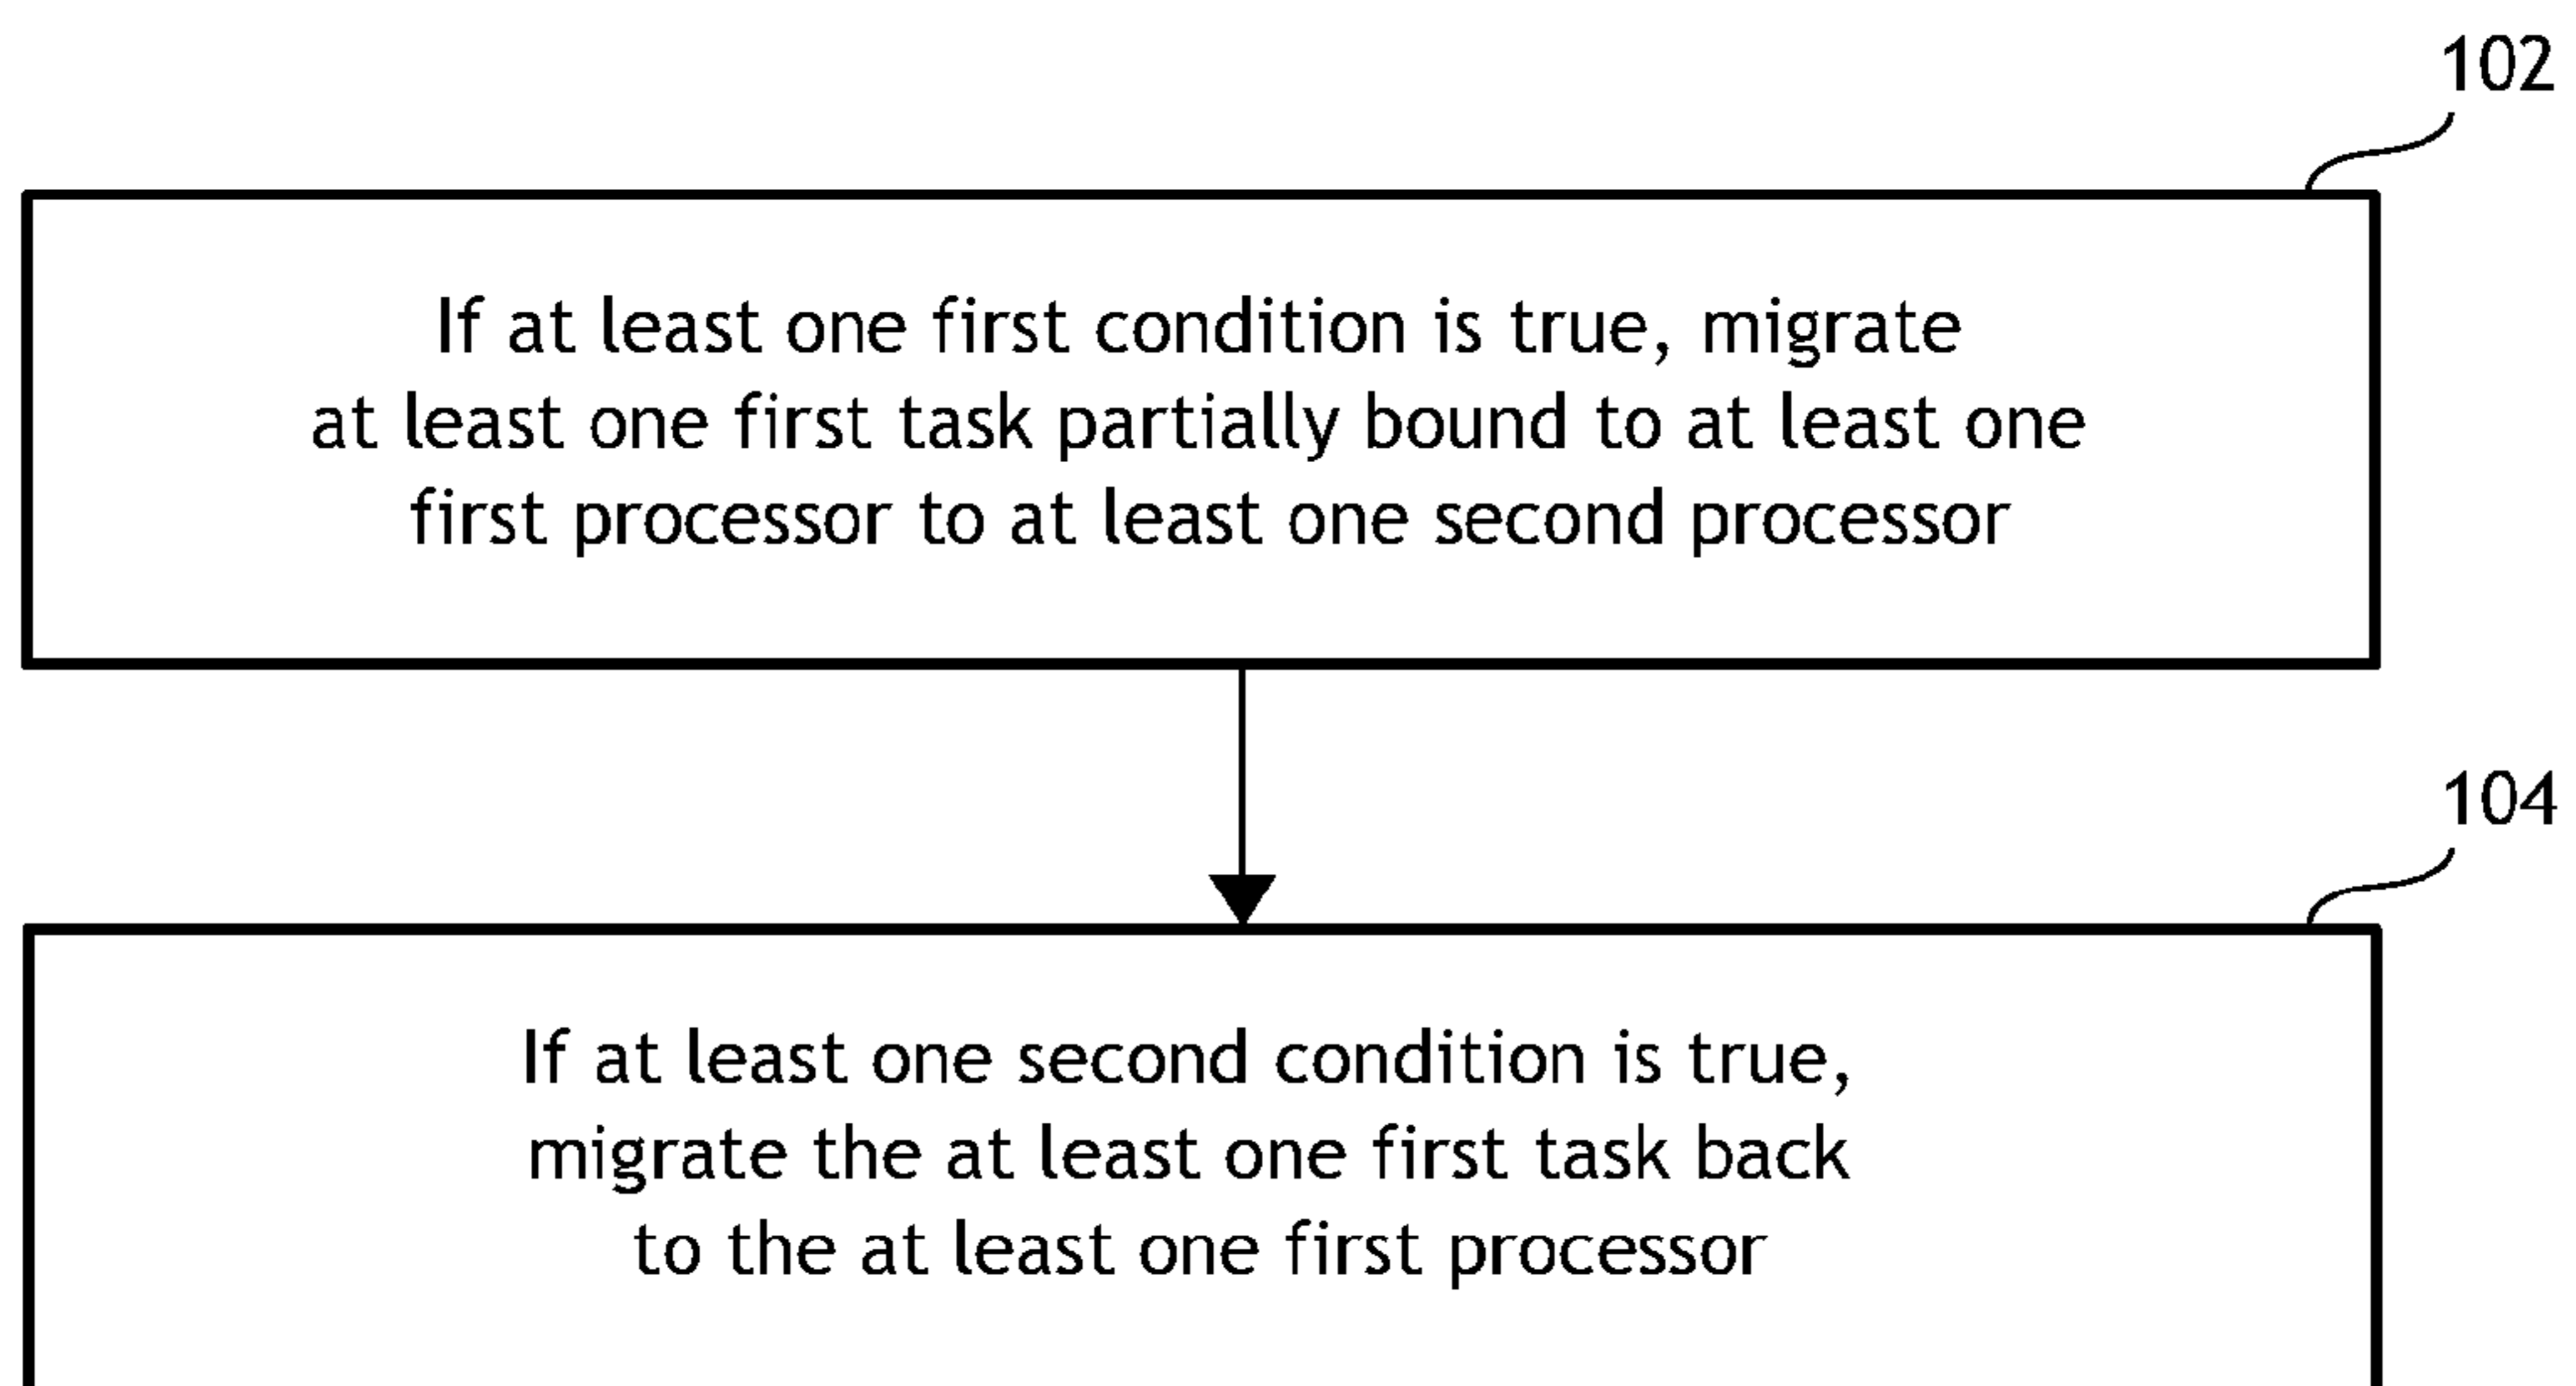 102
If at least one first condition is true, migrate
at least one first task partially bound to at least one
first processor to at least one second processor
104
If at least one second condition is true,
migrate the at least one first task back
to the at least one first processor